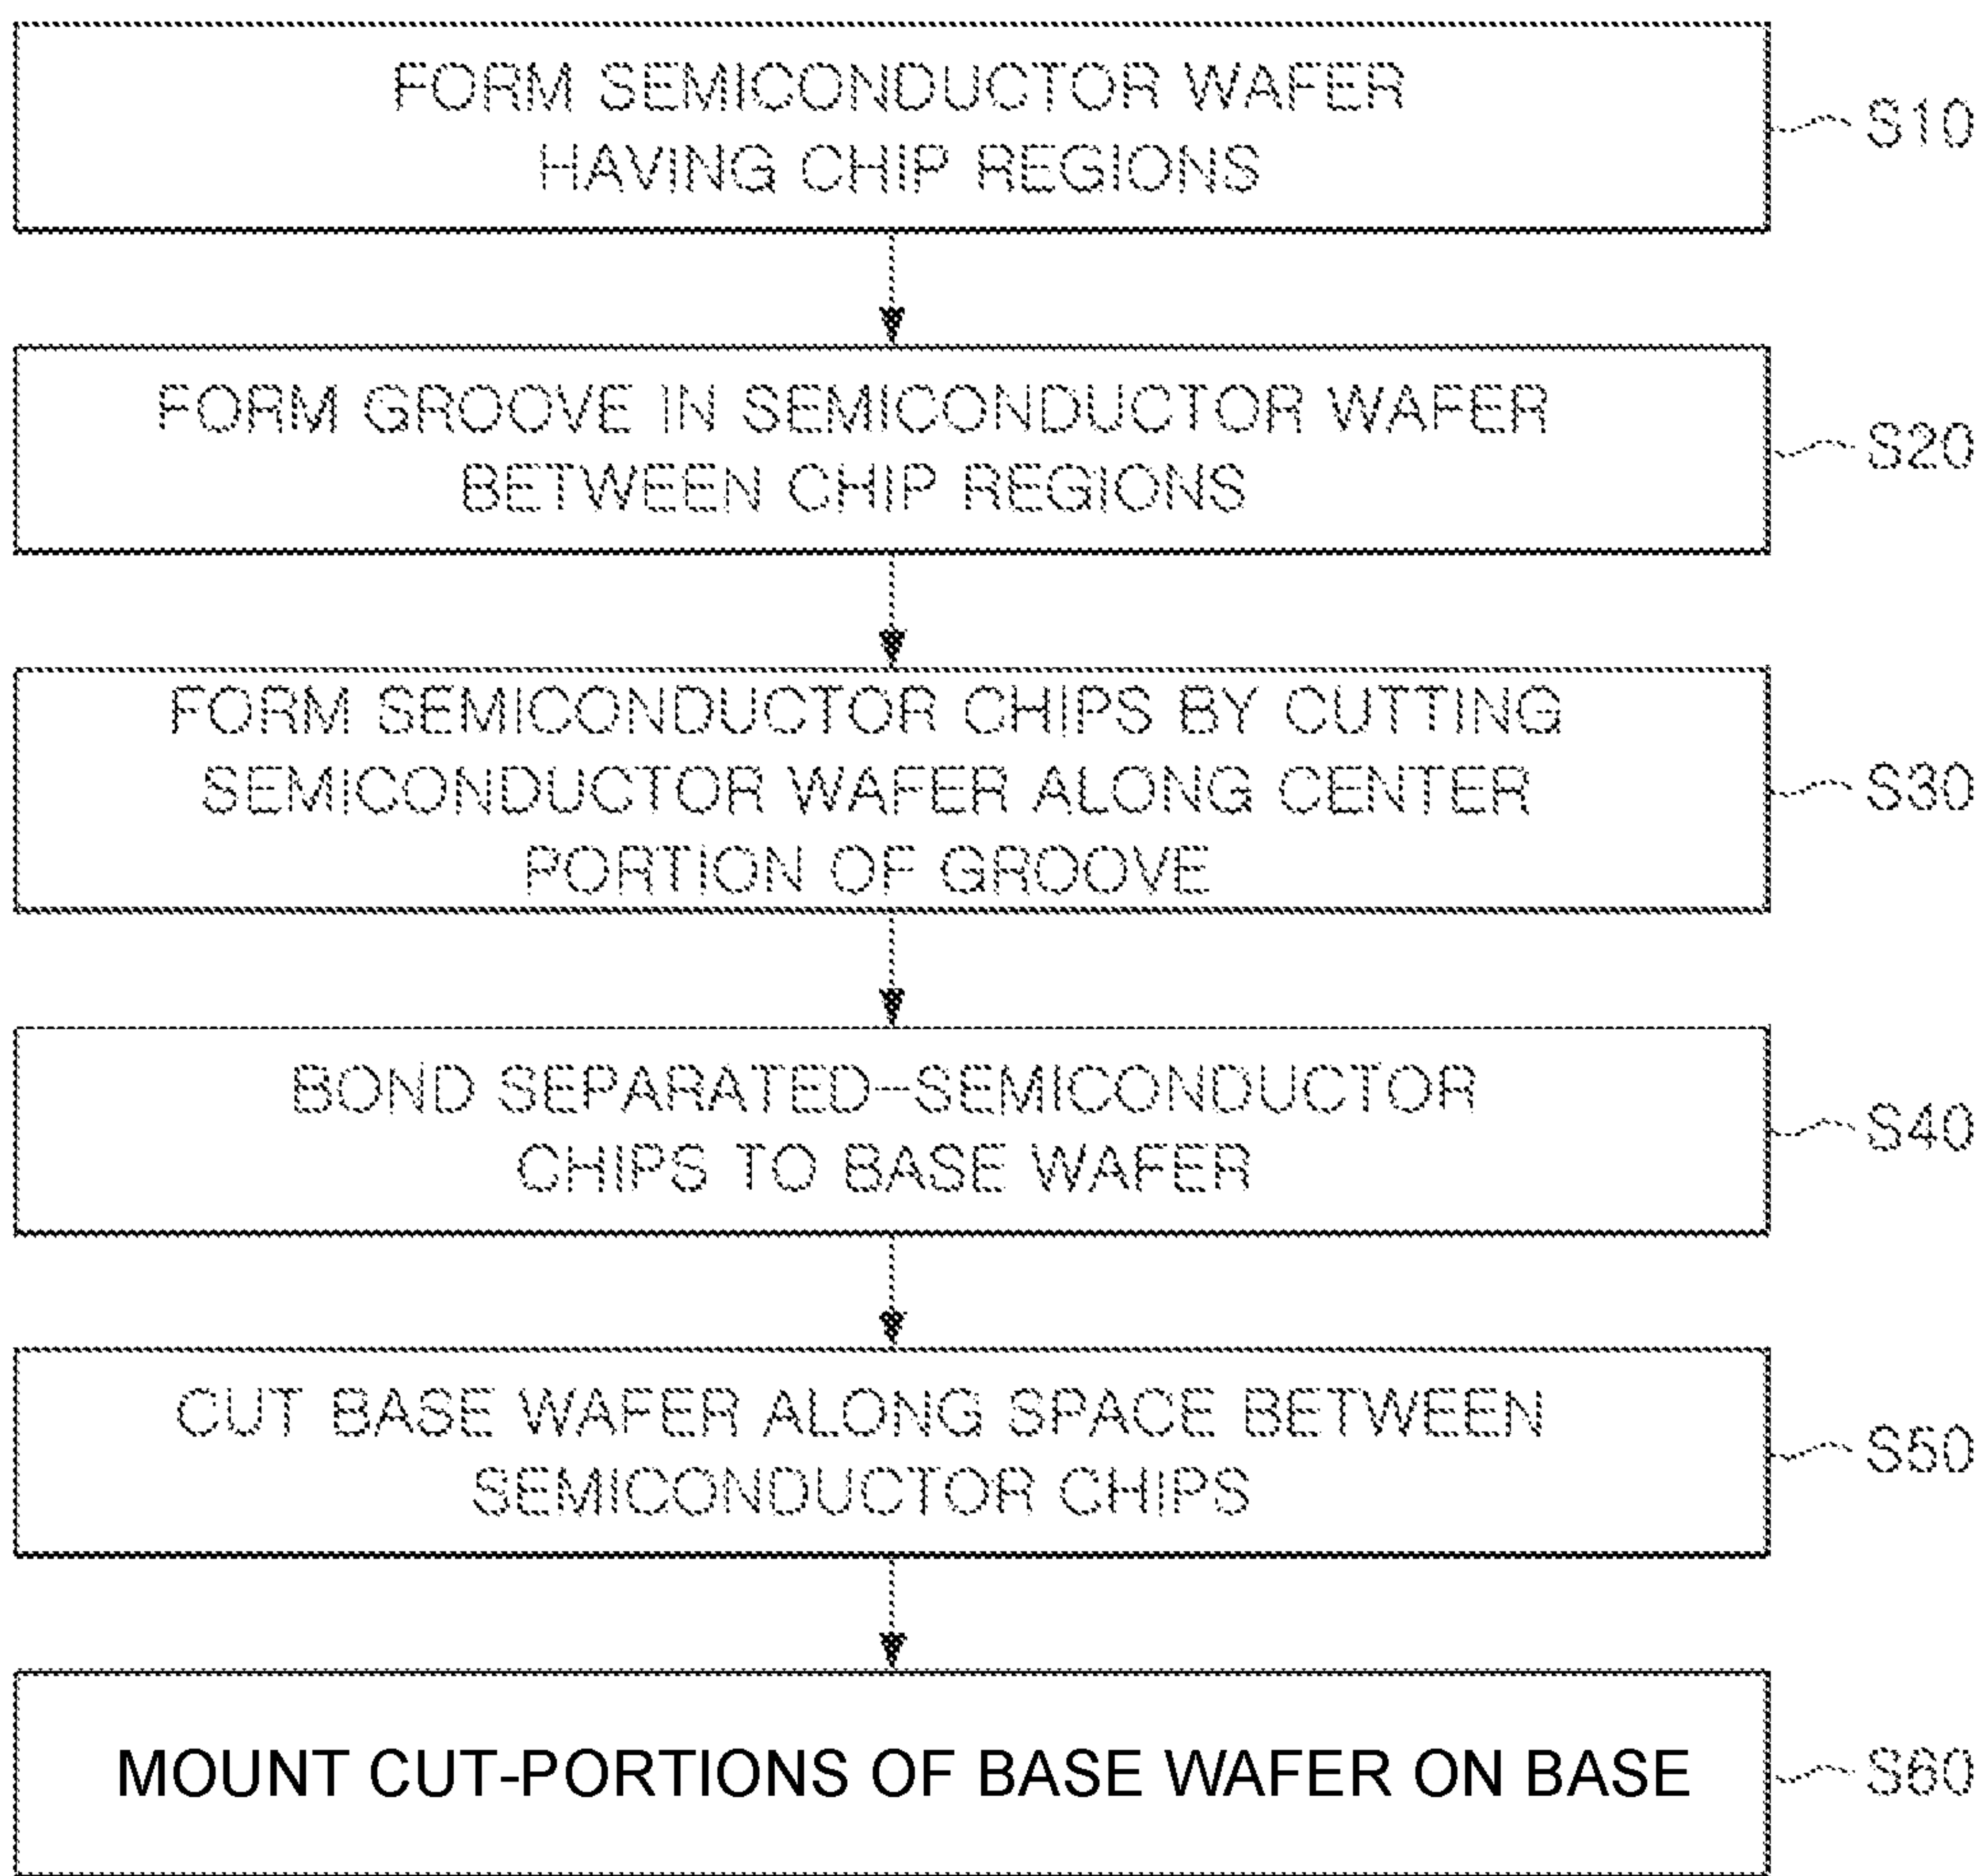 FORM SEMICONDUCTOR WAFER
HAVING CHIP REGIONS
S10
FORM GROOVE IN SEMICONDUCTOR WAFER
BETWEEN CHIP REGIONS
S20
FORM SEMICONDUCTOR CHIPS BY CUTTING
SEMICONDUCTOR WAFER ALONG CENTER
PORTION OF GROOVE
S30
BOND SEPARATED-SEMICONDUCTOR
CHIPS TO BASE WAFER
S40
CUT BASE WAFER ALONG SPACE BETWEEN
SEMICONDUCTOR CHIPS
S50
MOUNT CUT-PORTIONS OF BASE WAFER ON BASE
S60